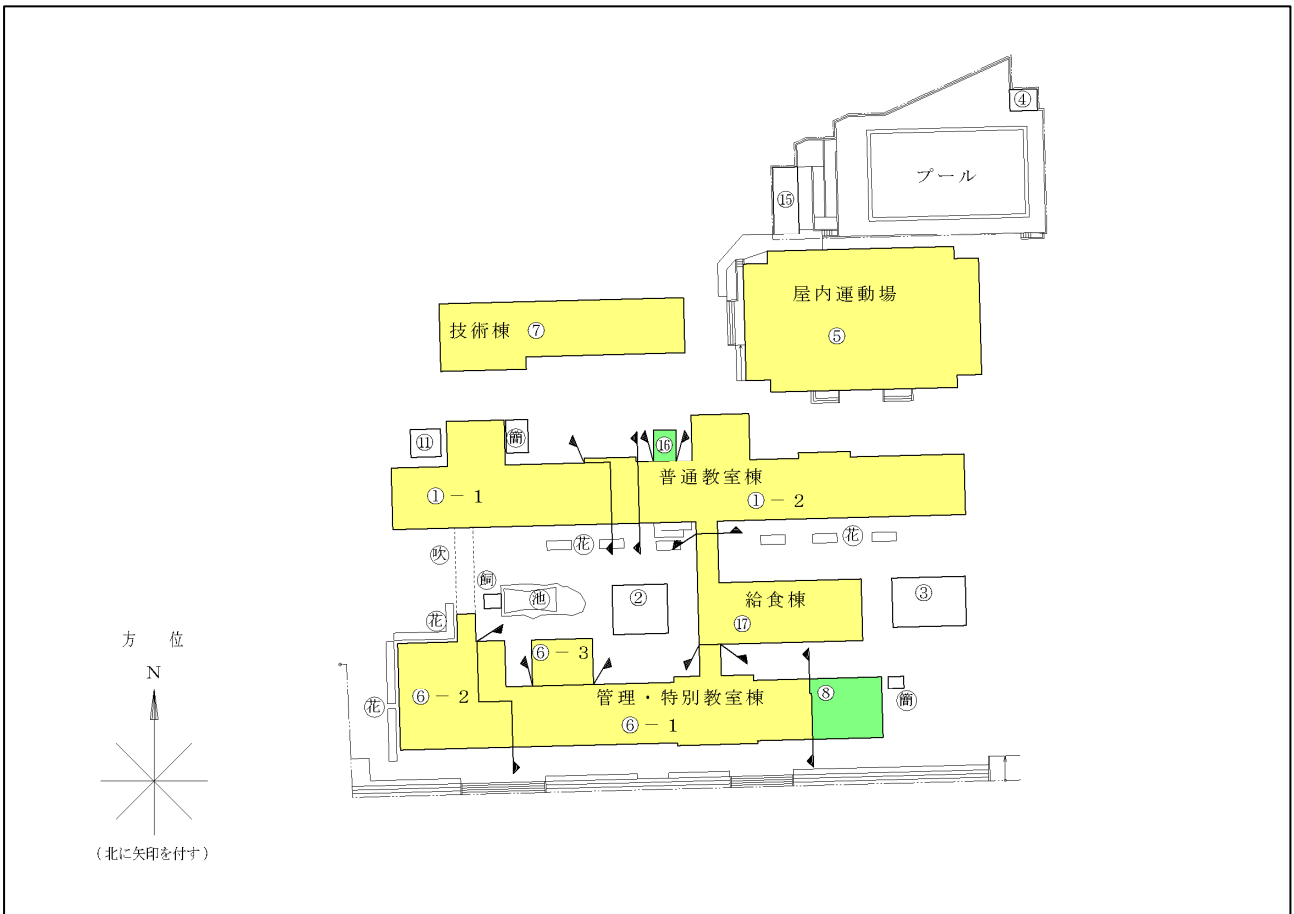 ④
プール
⑮
屋内運動場
⑤
技術棟 ⑦
⑪
簡
⑯
普通教室棟
①－1
①－2
吹
花
花
飼
池
②
給食棟
⑰
③
花
⑥－3
⑥－2
管理・特別教室棟
⑥－1
⑧
簡
花
方 位
N
(北に矢印を付す)